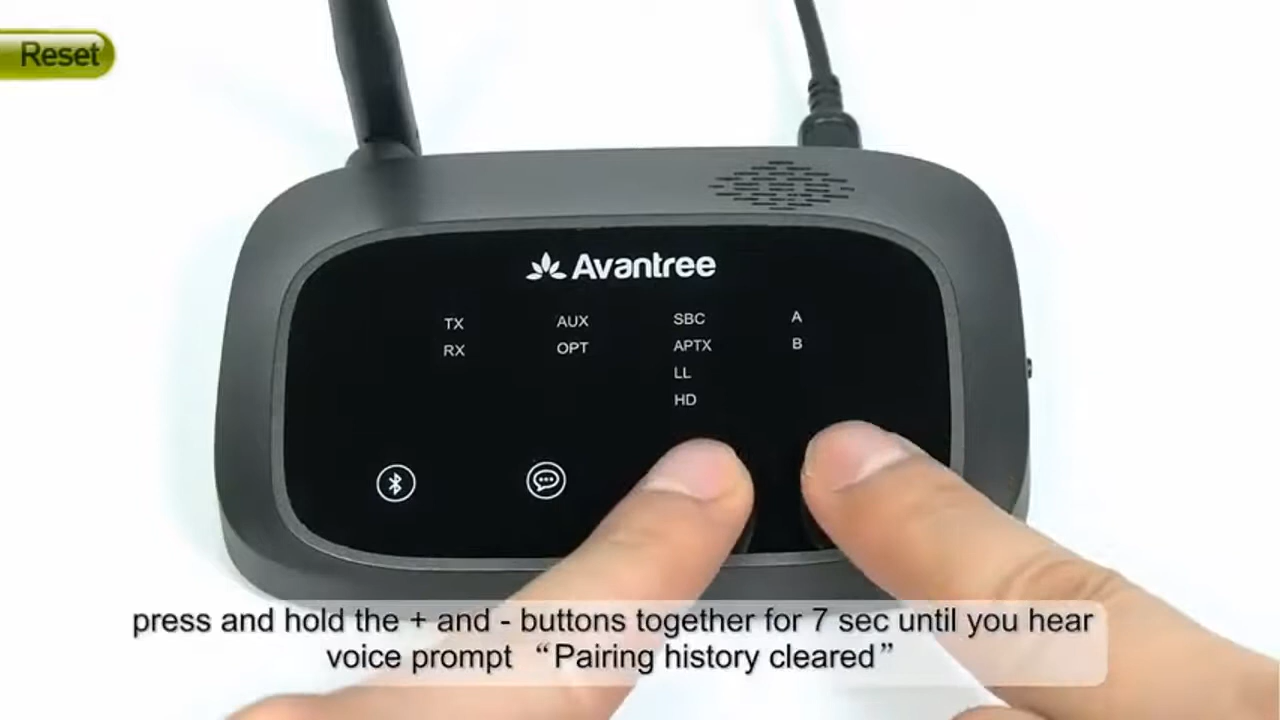 Reset
Avantree
TX
RX
AUX
OPT
SBC
APTX
LL
HD
A
B
press and hold the + and - buttons together for 7 sec until you hear
voice prompt “Pairing history cleared”